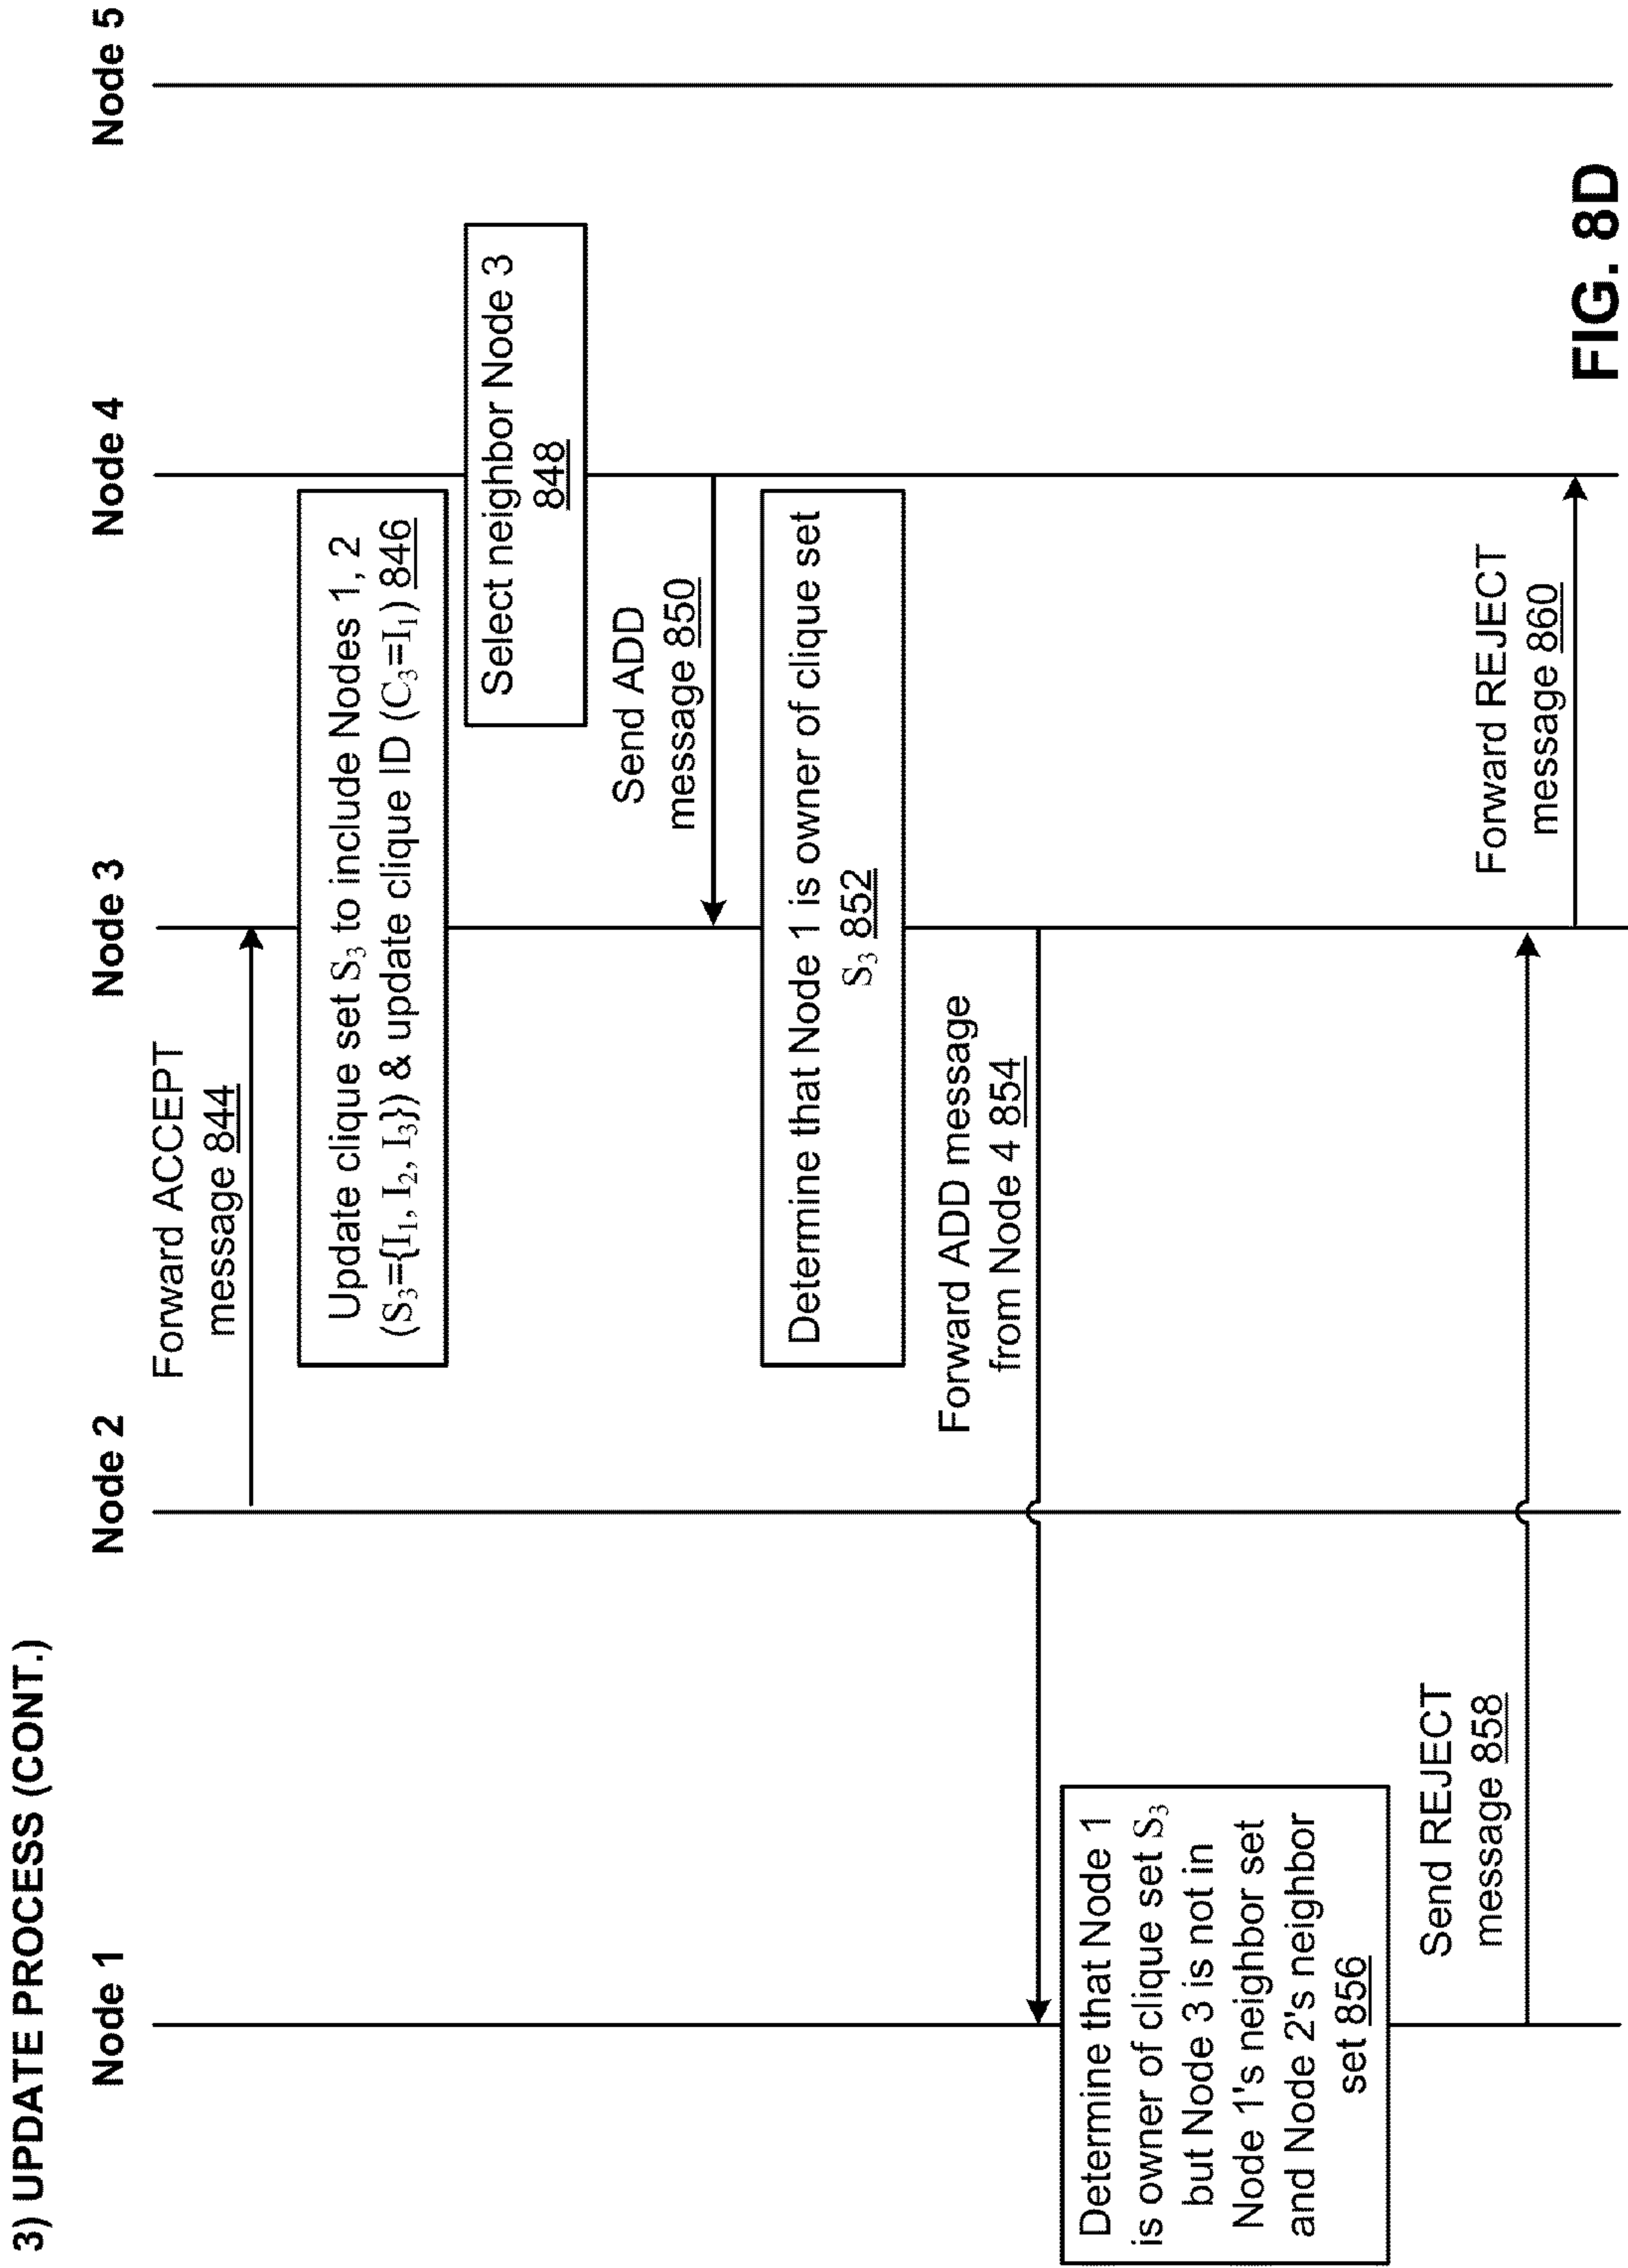 3) UPDATE PROCESS (CONT.)
Node 1
Node 2
Node 3
Node 4
Node 5
Forward ACCEPT
message 844
Update clique set S₃ to include Nodes 1, 2
(S₃={I₁, I₂, I₃}) & update clique ID (C₃=I₁) 846
Select neighbor Node 3
848
Send ADD
message 850
Determine that Node 1 is owner of clique set
S₃ 852
Forward ADD message
from Node 4 854
Determine that Node 1
is owner of clique set S₃
but Node 3 is not in
Node 1's neighbor set
and Node 2's neighbor
set 856
Send REJECT
message 858
Forward REJECT
message 860
FIG. 8D